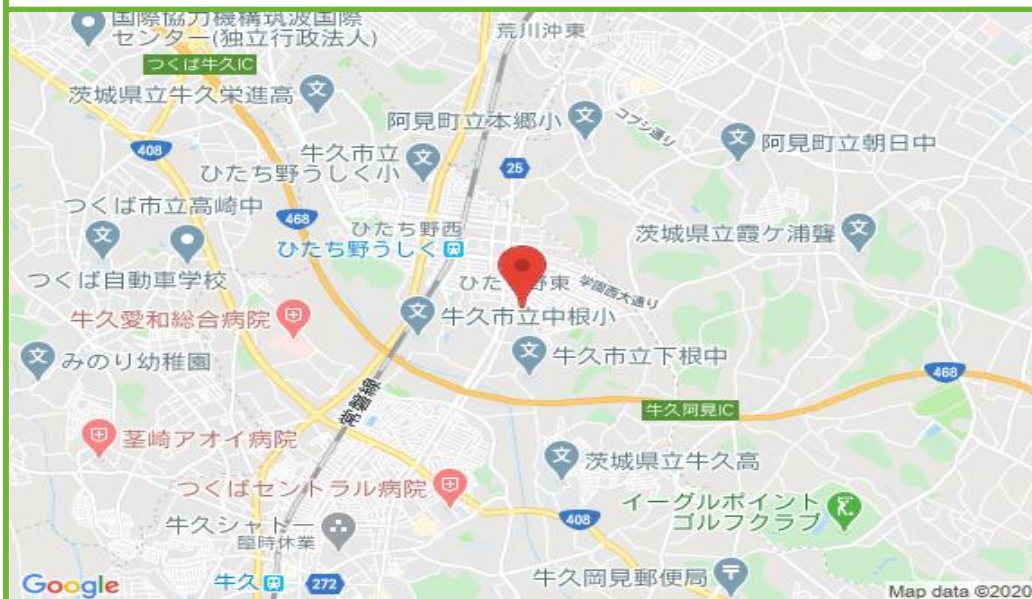 国際協力機構筑波国際
センター(独立行政法人)
荒川沖東
つくば牛久IC
茨城県立牛久栄進高
阿見町立本郷小
コブシ通り
阿見町立朝日中
408
牛久市立
ひたち野うしく小
25
つくば市立高崎中
468
ひたち野西
ひたち野うしく
茨城県立霞ケ浦聾
つくば自動車学校
ひた
野東
学園西大通り
牛久愛和総合病院
牛久市立中根小
みのり幼稚園
牛久市立下根中
468
常磐線
牛久阿見IC
茎崎アオイ病院
茨城県立牛久高
つくばセントラル病院
イーグルポイント
ゴルフクラブ
408
牛久シャトー
臨時休業
牛久
272
牛久岡見郵便局
Google
Map data ©2020